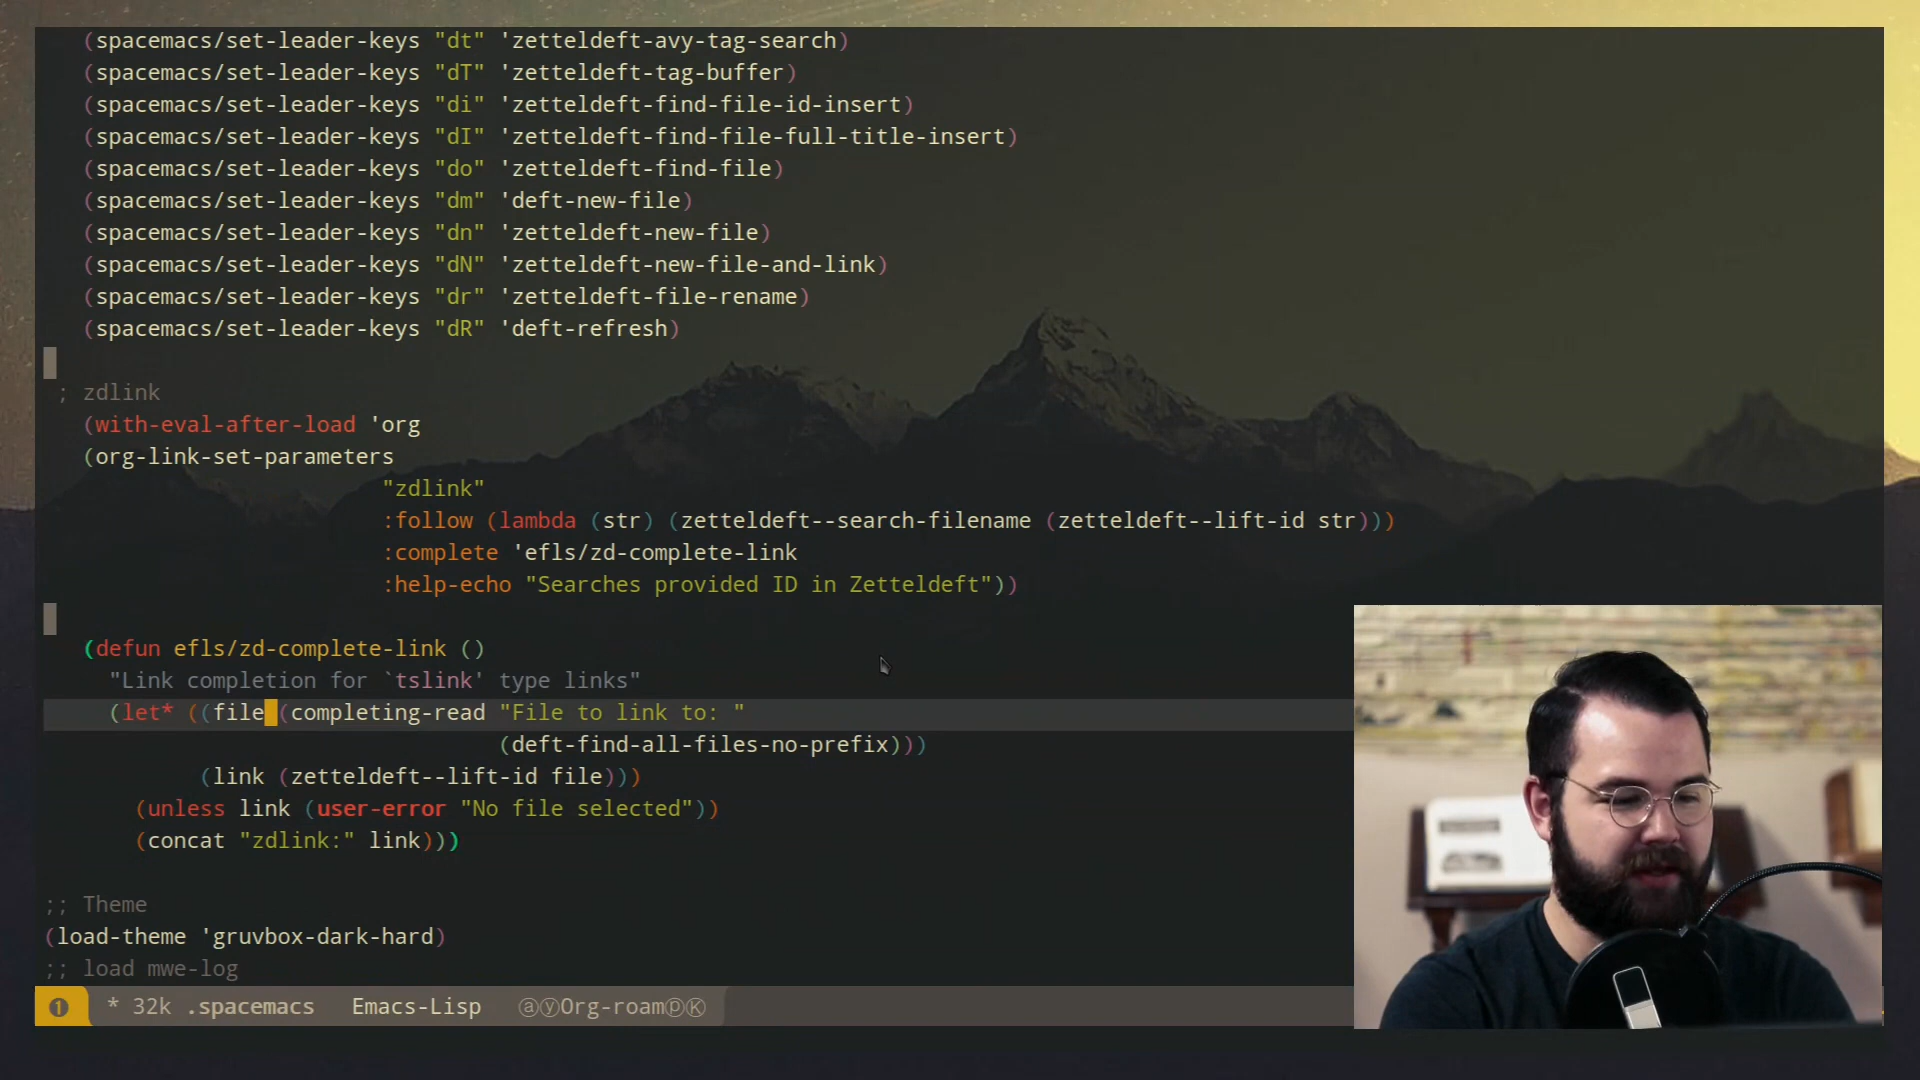 (spacemacs/set-leader-keys "dt" 'zetteldeft-avy-tag-search)
(spacemacs/set-leader-keys "dT" 'zetteldeft-tag-buffer)
(spacemacs/set-leader-keys "di" 'zetteldeft-find-file-id-insert)
(spacemacs/set-leader-keys "dI" 'zetteldeft-find-file-full-title-insert)
(spacemacs/set-leader-keys "do" 'zetteldeft-find-file)
(spacemacs/set-leader-keys "dm" 'deft-new-file)
(spacemacs/set-leader-keys "dn" 'zetteldeft-new-file)
(spacemacs/set-leader-keys "dN" 'zetteldeft-new-file-and-link)
(spacemacs/set-leader-keys "dr" 'zetteldeft-file-rename)
(spacemacs/set-leader-keys "dR" 'deft-refresh)
; zdlink
(with-eval-after-load 'org
(org-link-set-parameters
"zdlink"
:follow (lambda (str) (zetteldeft--search-filename (zetteldeft--lift-id str)))
:complete 'efls/zd-complete-link
:help-echo "Searches provided ID in Zetteldeft"))
(defun efls/zd-complete-link ()
"Link completion for `tslink' type links"
(let* ((file (completing-read "File to link to: "
(deft-find-all-files-no-prefix)))
(link (zetteldeft--lift-id file)))
(unless link (user-error "No file selected"))
(concat "zdlink:" link)))
;; Theme
(load-theme 'gruvbox-dark-hard)
;; load mwe-log
❶ * 32k .spacemacs Emacs-Lisp ⓐⓨOrg-roamⓟⓀ